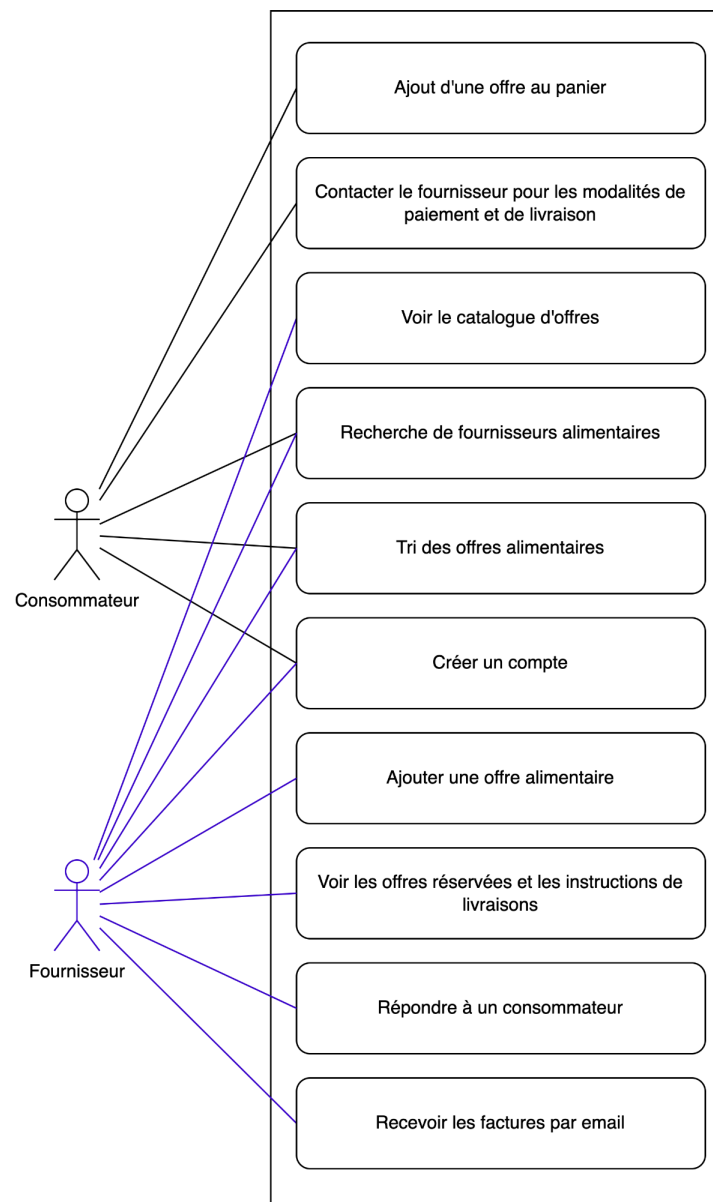 Ajout d'une offre au panier
Contacter le fournisseur pour les modalités de
paiement et de livraison
Voir le catalogue d'offres
Recherche de fournisseurs alimentaires
Tri des offres alimentaires
Consommateur
Créer un compte
Ajouter une offre alimentaire
Voir les offres réservées et les instructions de
livraisons
Fournisseur
Répondre à un consommateur
Recevoir les factures par email